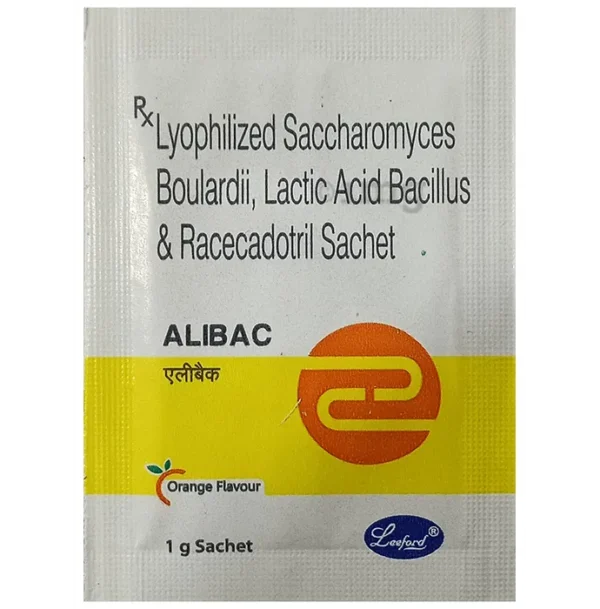 Rx Lyophilized Saccharomyces
Boulardii, Lactic Acid Bacillus
& Racecadotril Sachet
ALIBAC
एलीबैक
Orange Flavour
1 g Sachet
Leeford®